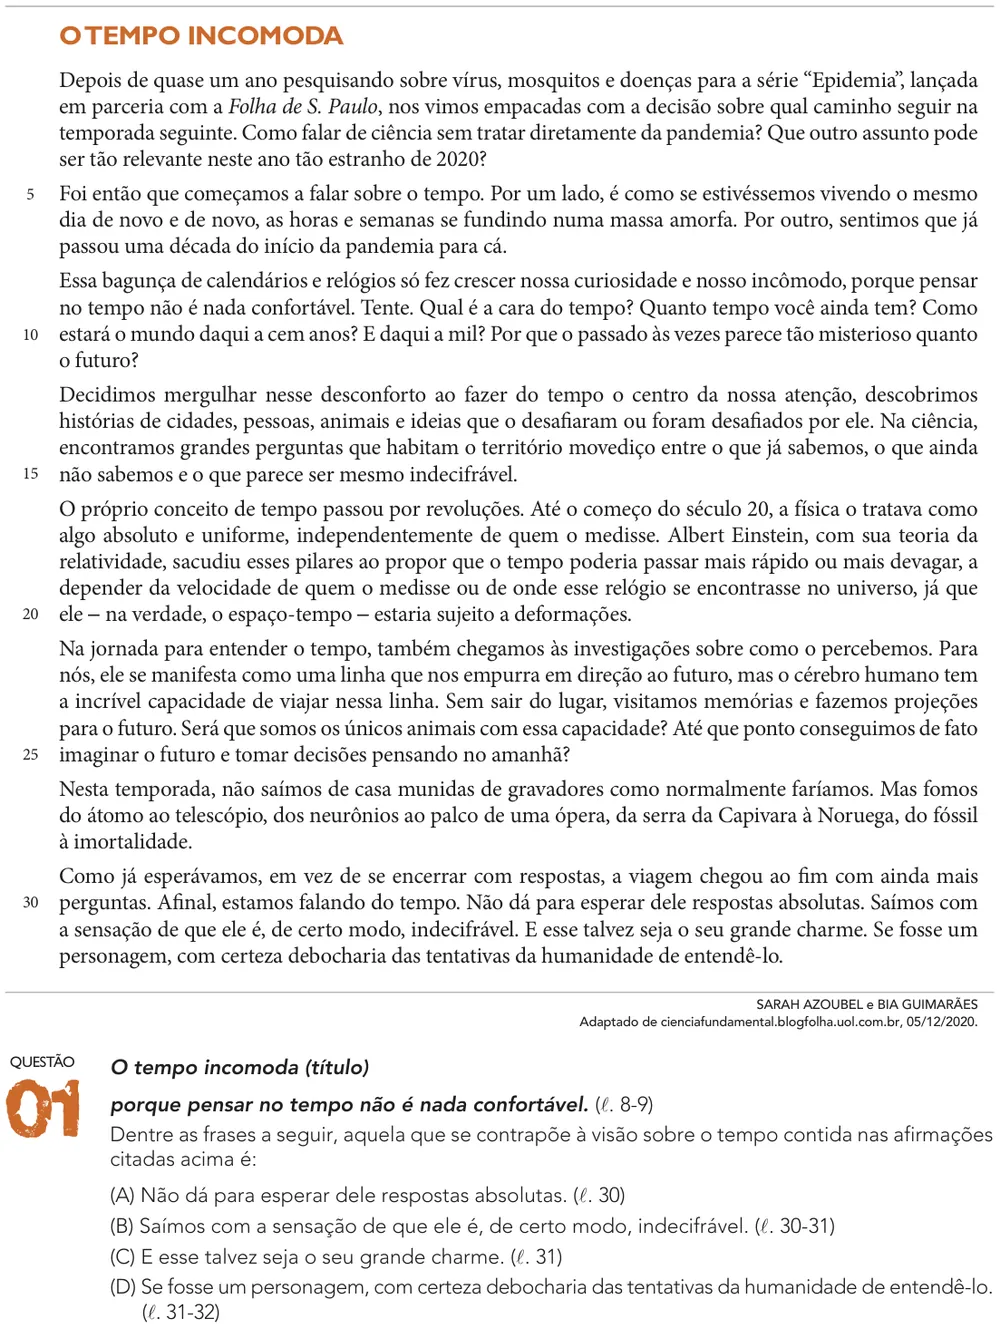 O TEMPO INCOMODA
Depois de quase um ano pesquisando sobre vírus, mosquitos e doenças para a série “Epidemia”, lançada
em parceria com a Folha de S. Paulo, nos vimos empacadas com a decisão sobre qual caminho seguir na
temporada seguinte. Como falar de ciência sem tratar diretamente da pandemia? Que outro assunto pode
ser tão relevante neste ano tão estranho de 2020?
5 Foi então que começamos a falar sobre o tempo. Por um lado, é como se estivéssemos vivendo o mesmo
dia de novo e de novo, as horas e semanas se fundindo numa massa amorfa. Por outro, sentimos que já
passou uma década do início da pandemia para cá.
Essa bagunça de calendários e relógios só fez crescer nossa curiosidade e nosso incômodo, porque pensar
no tempo não é nada confortável. Tente. Qual é a cara do tempo? Quanto tempo você ainda tem? Como
10 estará o mundo daqui a cem anos? E daqui a mil? Por que o passado às vezes parece tão misterioso quanto
o futuro?
Decidimos mergulhar nesse desconforto ao fazer do tempo o centro da nossa atenção, descobrimos
histórias de cidades, pessoas, animais e ideias que o desafiaram ou foram desafiados por ele. Na ciência,
encontramos grandes perguntas que habitam o território movediço entre o que já sabemos, o que ainda
15 não sabemos e o que parece ser mesmo indecifrável.
O próprio conceito de tempo passou por revoluções. Até o começo do século 20, a física o tratava como
algo absoluto e uniforme, independentemente de quem o medisse. Albert Einstein, com sua teoria da
relatividade, sacudiu esses pilares ao propor que o tempo poderia passar mais rápido ou mais devagar, a
depender da velocidade de quem o medisse ou de onde esse relógio se encontrasse no universo, já que
20 ele – na verdade, o espaço-tempo – estaria sujeito a deformações.
Na jornada para entender o tempo, também chegamos às investigações sobre como o percebemos. Para
nós, ele se manifesta como uma linha que nos empurra em direção ao futuro, mas o cérebro humano tem
a incrível capacidade de viajar nessa linha. Sem sair do lugar, visitamos memórias e fazemos projeções
para o futuro. Será que somos os únicos animais com essa capacidade? Até que ponto conseguimos de fato
25 imaginar o futuro e tomar decisões pensando no amanhã?
Nesta temporada, não saímos de casa munidas de gravadores como normalmente faríamos. Mas fomos
do átomo ao telescópio, dos neurônios ao palco de uma ópera, da serra da Capivara à Noruega, do fóssil
à imortalidade.
Como já esperávamos, em vez de se encerrar com respostas, a viagem chegou ao fim com ainda mais
30 perguntas. Afinal, estamos falando do tempo. Não dá para esperar dele respostas absolutas. Saímos com
a sensação de que ele é, de certo modo, indecifrável. E esse talvez seja o seu grande charme. Se fosse um
personagem, com certeza debocharia das tentativas da humanidade de entendê-lo.
SARAH AZOUBEL e BIA GUIMARÃES
Adaptado de cienciafundamental.blogfolha.uol.com.br, 05/12/2020.
QUESTÃO
01
O tempo incomoda (título)
porque pensar no tempo não é nada confortável. (ℓ. 8-9)
Dentre as frases a seguir, aquela que se contrapõe à visão sobre o tempo contida nas afirmações
citadas acima é:
(A) Não dá para esperar dele respostas absolutas. (ℓ. 30)
(B) Saímos com a sensação de que ele é, de certo modo, indecifrável. (ℓ. 30-31)
(C) E esse talvez seja o seu grande charme. (ℓ. 31)
(D) Se fosse um personagem, com certeza debocharia das tentativas da humanidade de entendê-lo.
(ℓ. 31-32)